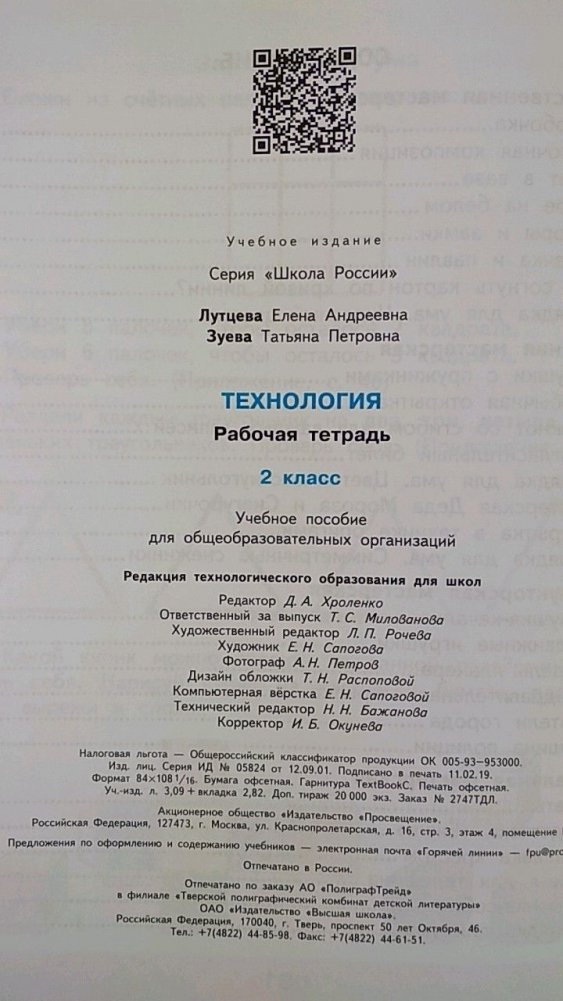 Учебное издание
Серия «Школа России»
Лутцева Елена Андреевна
Зуева Татьяна Петровна
ТЕХНОЛОГИЯ
Рабочая тетрадь
2 класс
Учебное пособие
для общеобразовательных организаций
Редакция технологического образования для школ
Редактор Д. А. Хроленко
Ответственный за выпуск Т. С. Милованова
Художественный редактор Л. П. Рочева
Художник Е. Н. Сапогова
Фотограф А. Н. Петров
Дизайн обложки Т. Н. Распоповой
Компьютерная вёрстка Е. Н. Сапоговой
Технический редактор Н. Н. Бажанова
Корректор И. Б. Окунева
Налоговая льгота — Общероссийский классификатор продукции ОК 005-93–953000.
Изд. лиц. Серия ИД № 05824 от 12.09.01. Подписано в печать 11.02.19.
Формат 84×108 1/16. Бумага офсетная. Гарнитура TextBookC. Печать офсетная.
Уч.-изд. л. 3,09 + вкладка 2,82. Доп. тираж 20 000 экз. Заказ № 2747ТДЛ.
Акционерное общество «Издательство «Просвещение».
Российская Федерация, 127473, г. Москва, ул. Краснопролетарская, д. 16, стр. 3, этаж 4, помещение
Предложения по оформлению и содержанию учебников — электронная почта «Горячей линии» — fpu@pro
Отпечатано в России.
Отпечатано по заказу АО «ПолиграфТрейд»
в филиале «Тверской полиграфический комбинат детской литературы»
ОАО «Издательство «Высшая школа».
Российская Федерация, 170040, г. Тверь, проспект 50 лет Октября, 46.
Тел.: +7(4822) 44-85-98. Факс: +7(4822) 44-61-51.